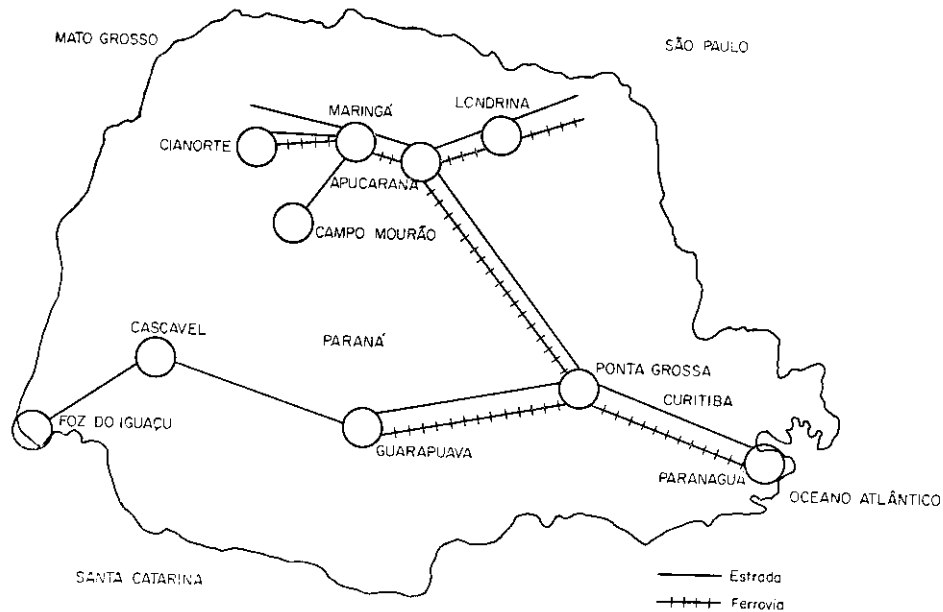 MATO GROSSO
SÃO PAULO
MARINGÁ
LONDRINA
CIANORTE
APUCARANA
CAMPO MOURÃO
CASCAVEL
PARANÁ
PONTA GROSSA
CURITIBA
FOZ DO IGUAÇU
GUARAPUAVA
PARANAGUÁ
OCEANO ATLÂNTICO
SANTA CATARINA
Estrada
Ferrovia